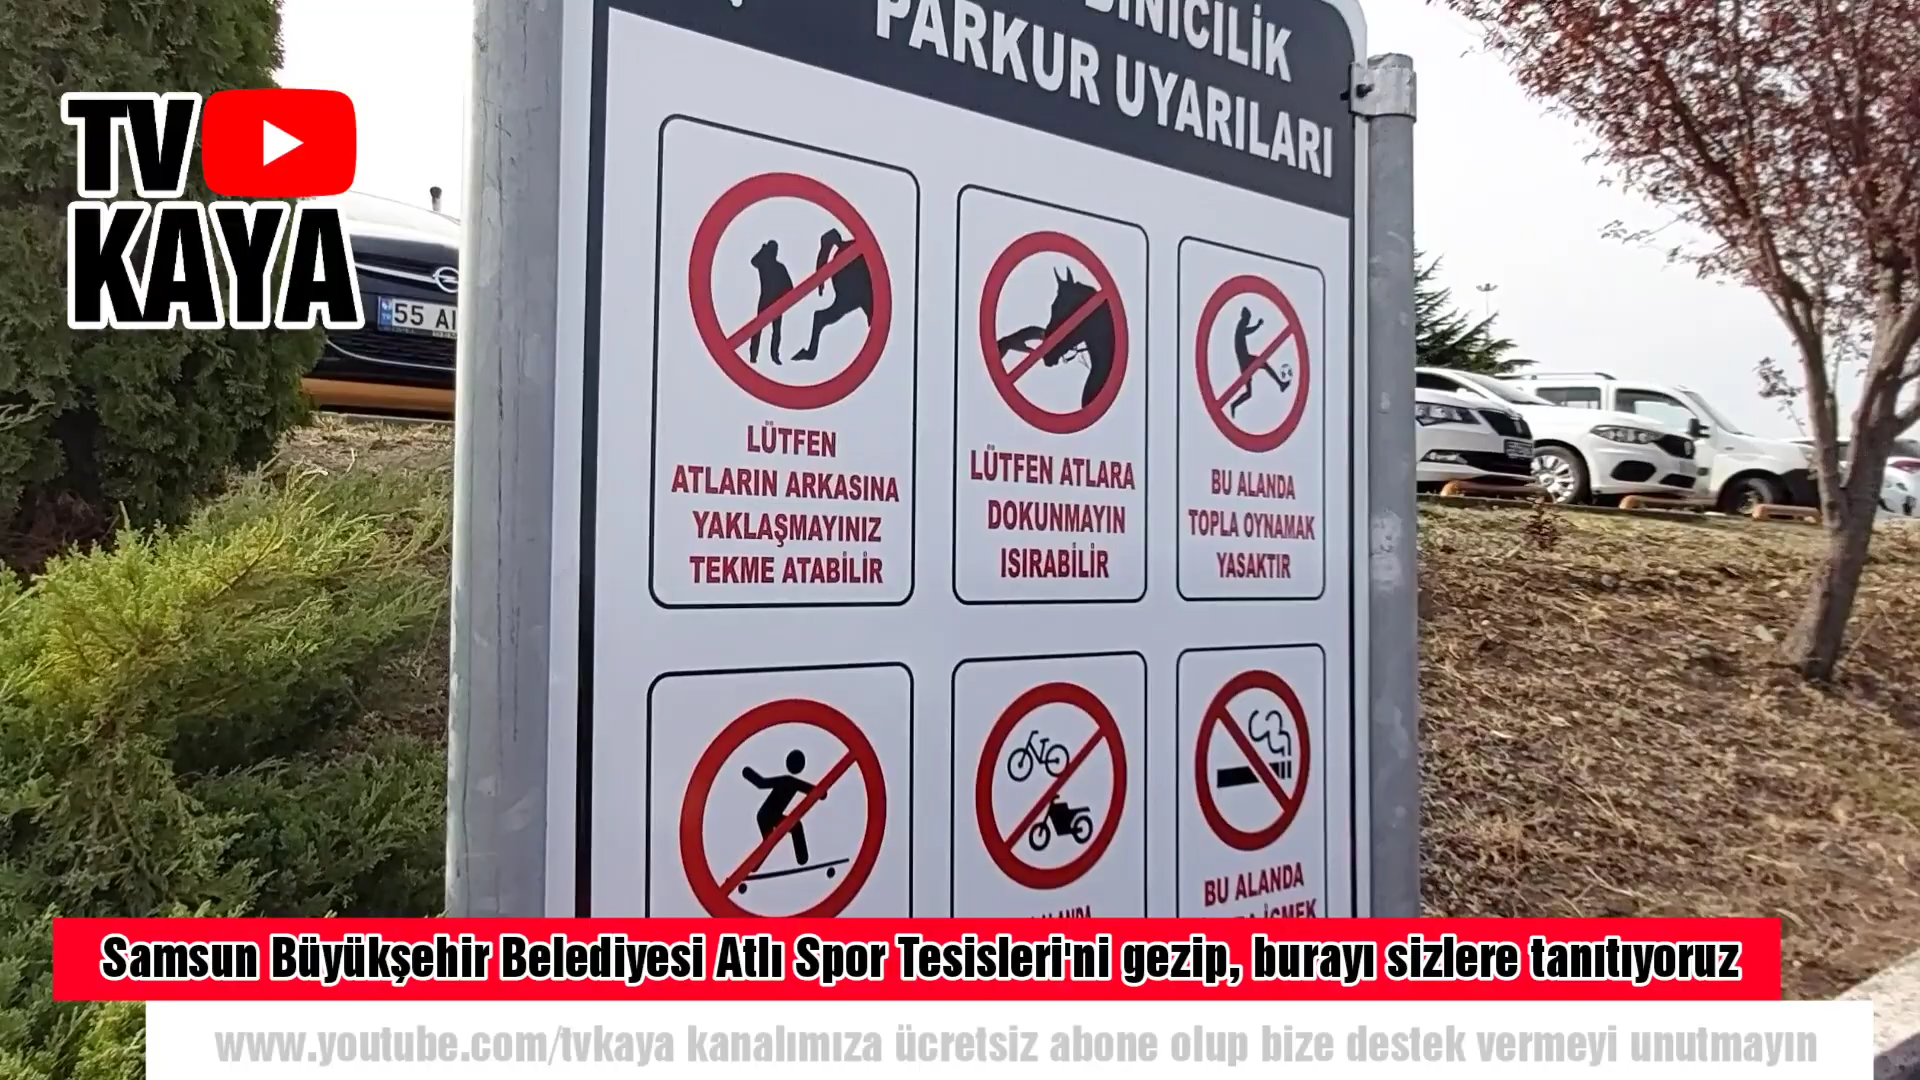 BİNİCİLİK
PARKUR UYARILARI
TV
KAYA
55 AI
LÜTFEN
ATLARIN ARKASINA
YAKLAŞMAYINIZ
TEKME ATABİLİR
LÜTFEN ATLARA
DOKUNMAYIN
ISIRABİLİR
BU ALANDA
TOPLA OYNAMAK
YASAKTIR
BU ALANDA
İÇMEK
Samsun Büyükşehir Belediyesi Atlı Spor Tesisleri'ni gezip, burayı sizlere tanıtıyoruz
www.youtube.com/tvkaya kanalımıza ücretsiz abone olup bize destek vermeyi unutmayın